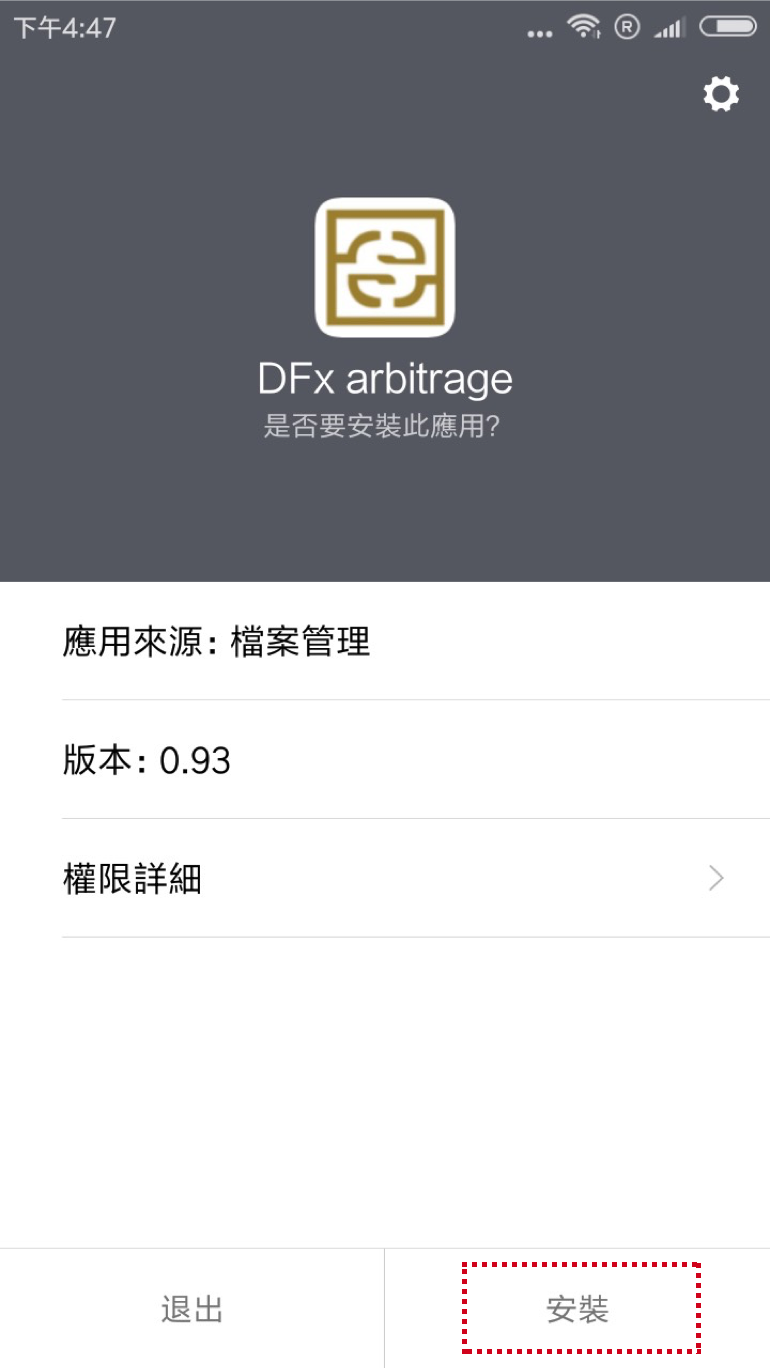 下午4:47
DFx arbitrage
是否要安裝此應用?
應用來源: 檔案管理
版本: 0.93
權限詳細
退出
安裝